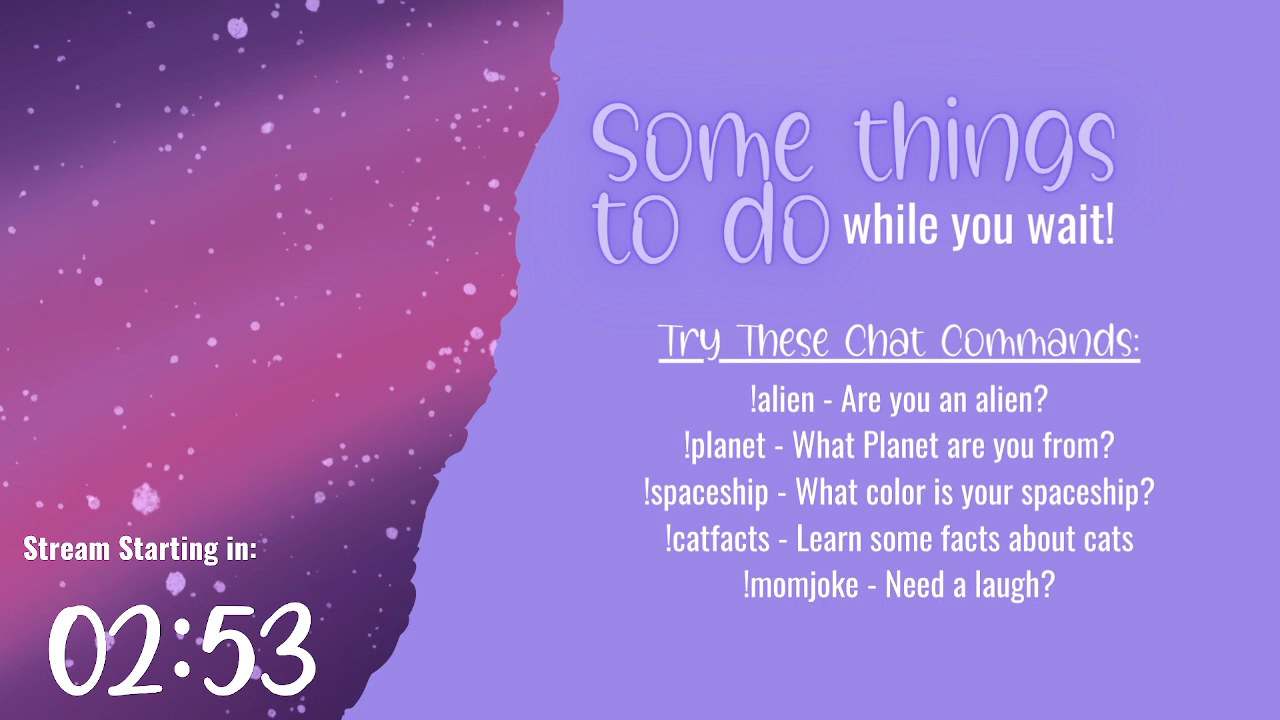 Some things
to do while you wait!
Try These Chat Commands:
!alien - Are you an alien?
!planet - What Planet are you from?
!spaceship - What color is your spaceship?
!catfacts - Learn some facts about cats
!momjoke - Need a laugh?
Stream Starting in:
02:53